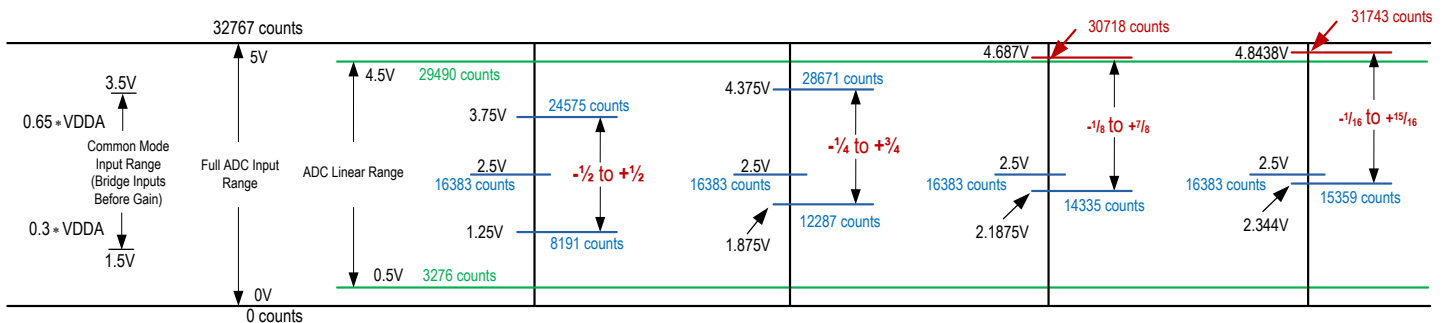 32767 counts
5V
3.5V
0.65 * VDDA
Common Mode
Input Range
(Bridge Inputs
Before Gain)
0.3 * VDDA
1.5V
Full ADC Input
Range
0V
0 counts
4.5V
29490 counts
ADC Linear Range
0.5V
3276 counts
3.75V
24575 counts
2.5V
16383 counts
-½ to +½
1.25V
8191 counts
4.375V
28671 counts
2.5V
16383 counts
-¼ to +¾
12287 counts
1.875V
30718 counts
4.687V
-1/8 to +7/8
2.5V
16383 counts
14335 counts
2.1875V
31743 counts
4.8438V
-1/16 to +15/16
2.5V
16383 counts
15359 counts
2.344V